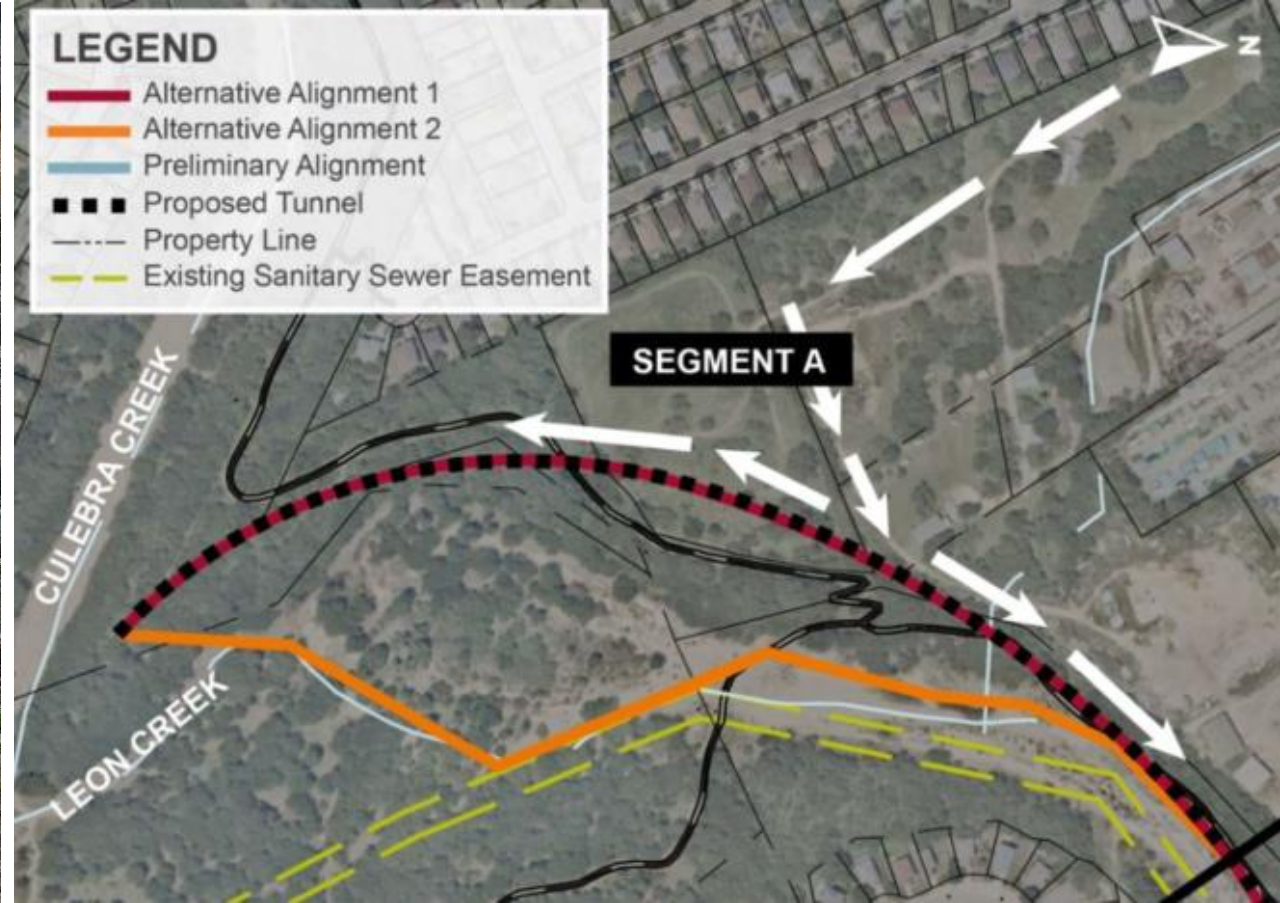 LEGEND
Alternative Alignment 1
Alternative Alignment 2
Preliminary Alignment
Proposed Tunnel
Property Line
Existing Sanitary Sewer Easement
N
SEGMENT A
CULEBRA CREEK
LEON CREEK